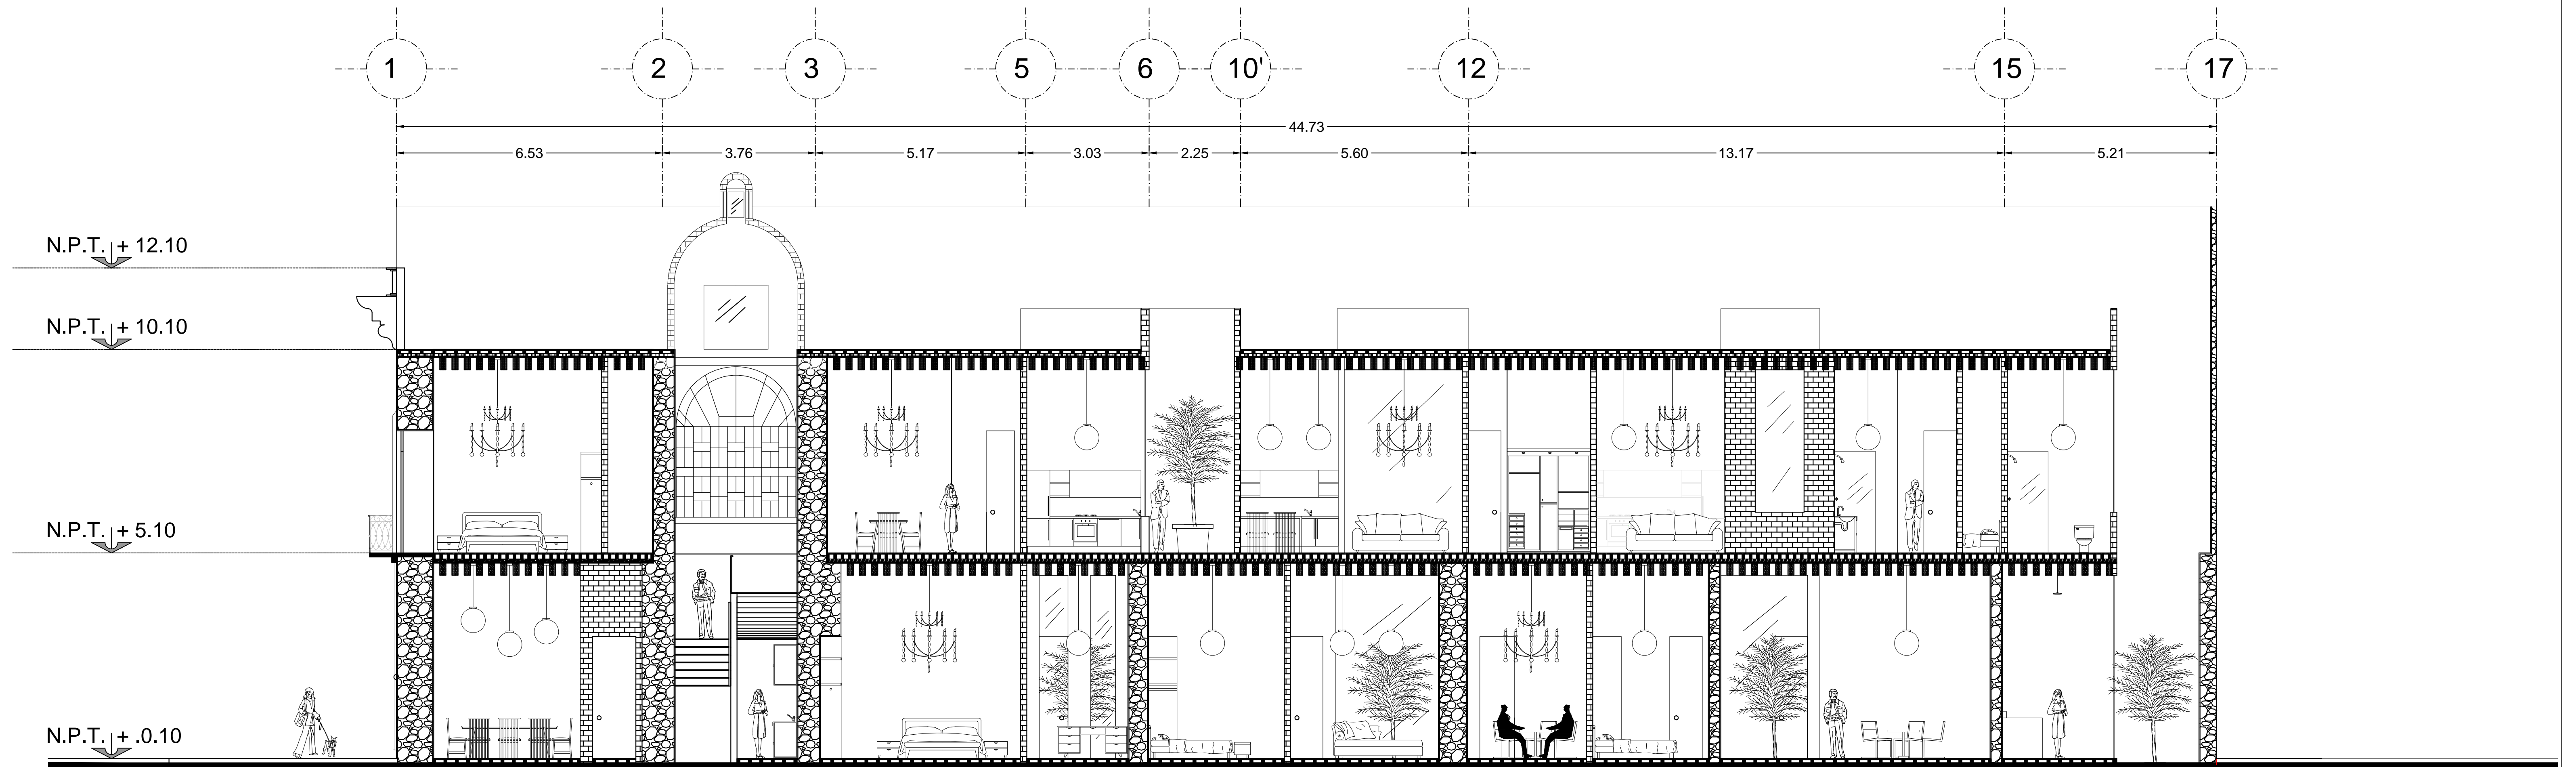 1 2 3 5 6 10' 12 15 17
44.73
6.53 3.76 5.17 3.03 2.25 5.60 13.17 5.21
N.P.T. + 12.10
N.P.T. + 10.10
N.P.T. + 5.10
N.P.T. + .0.10